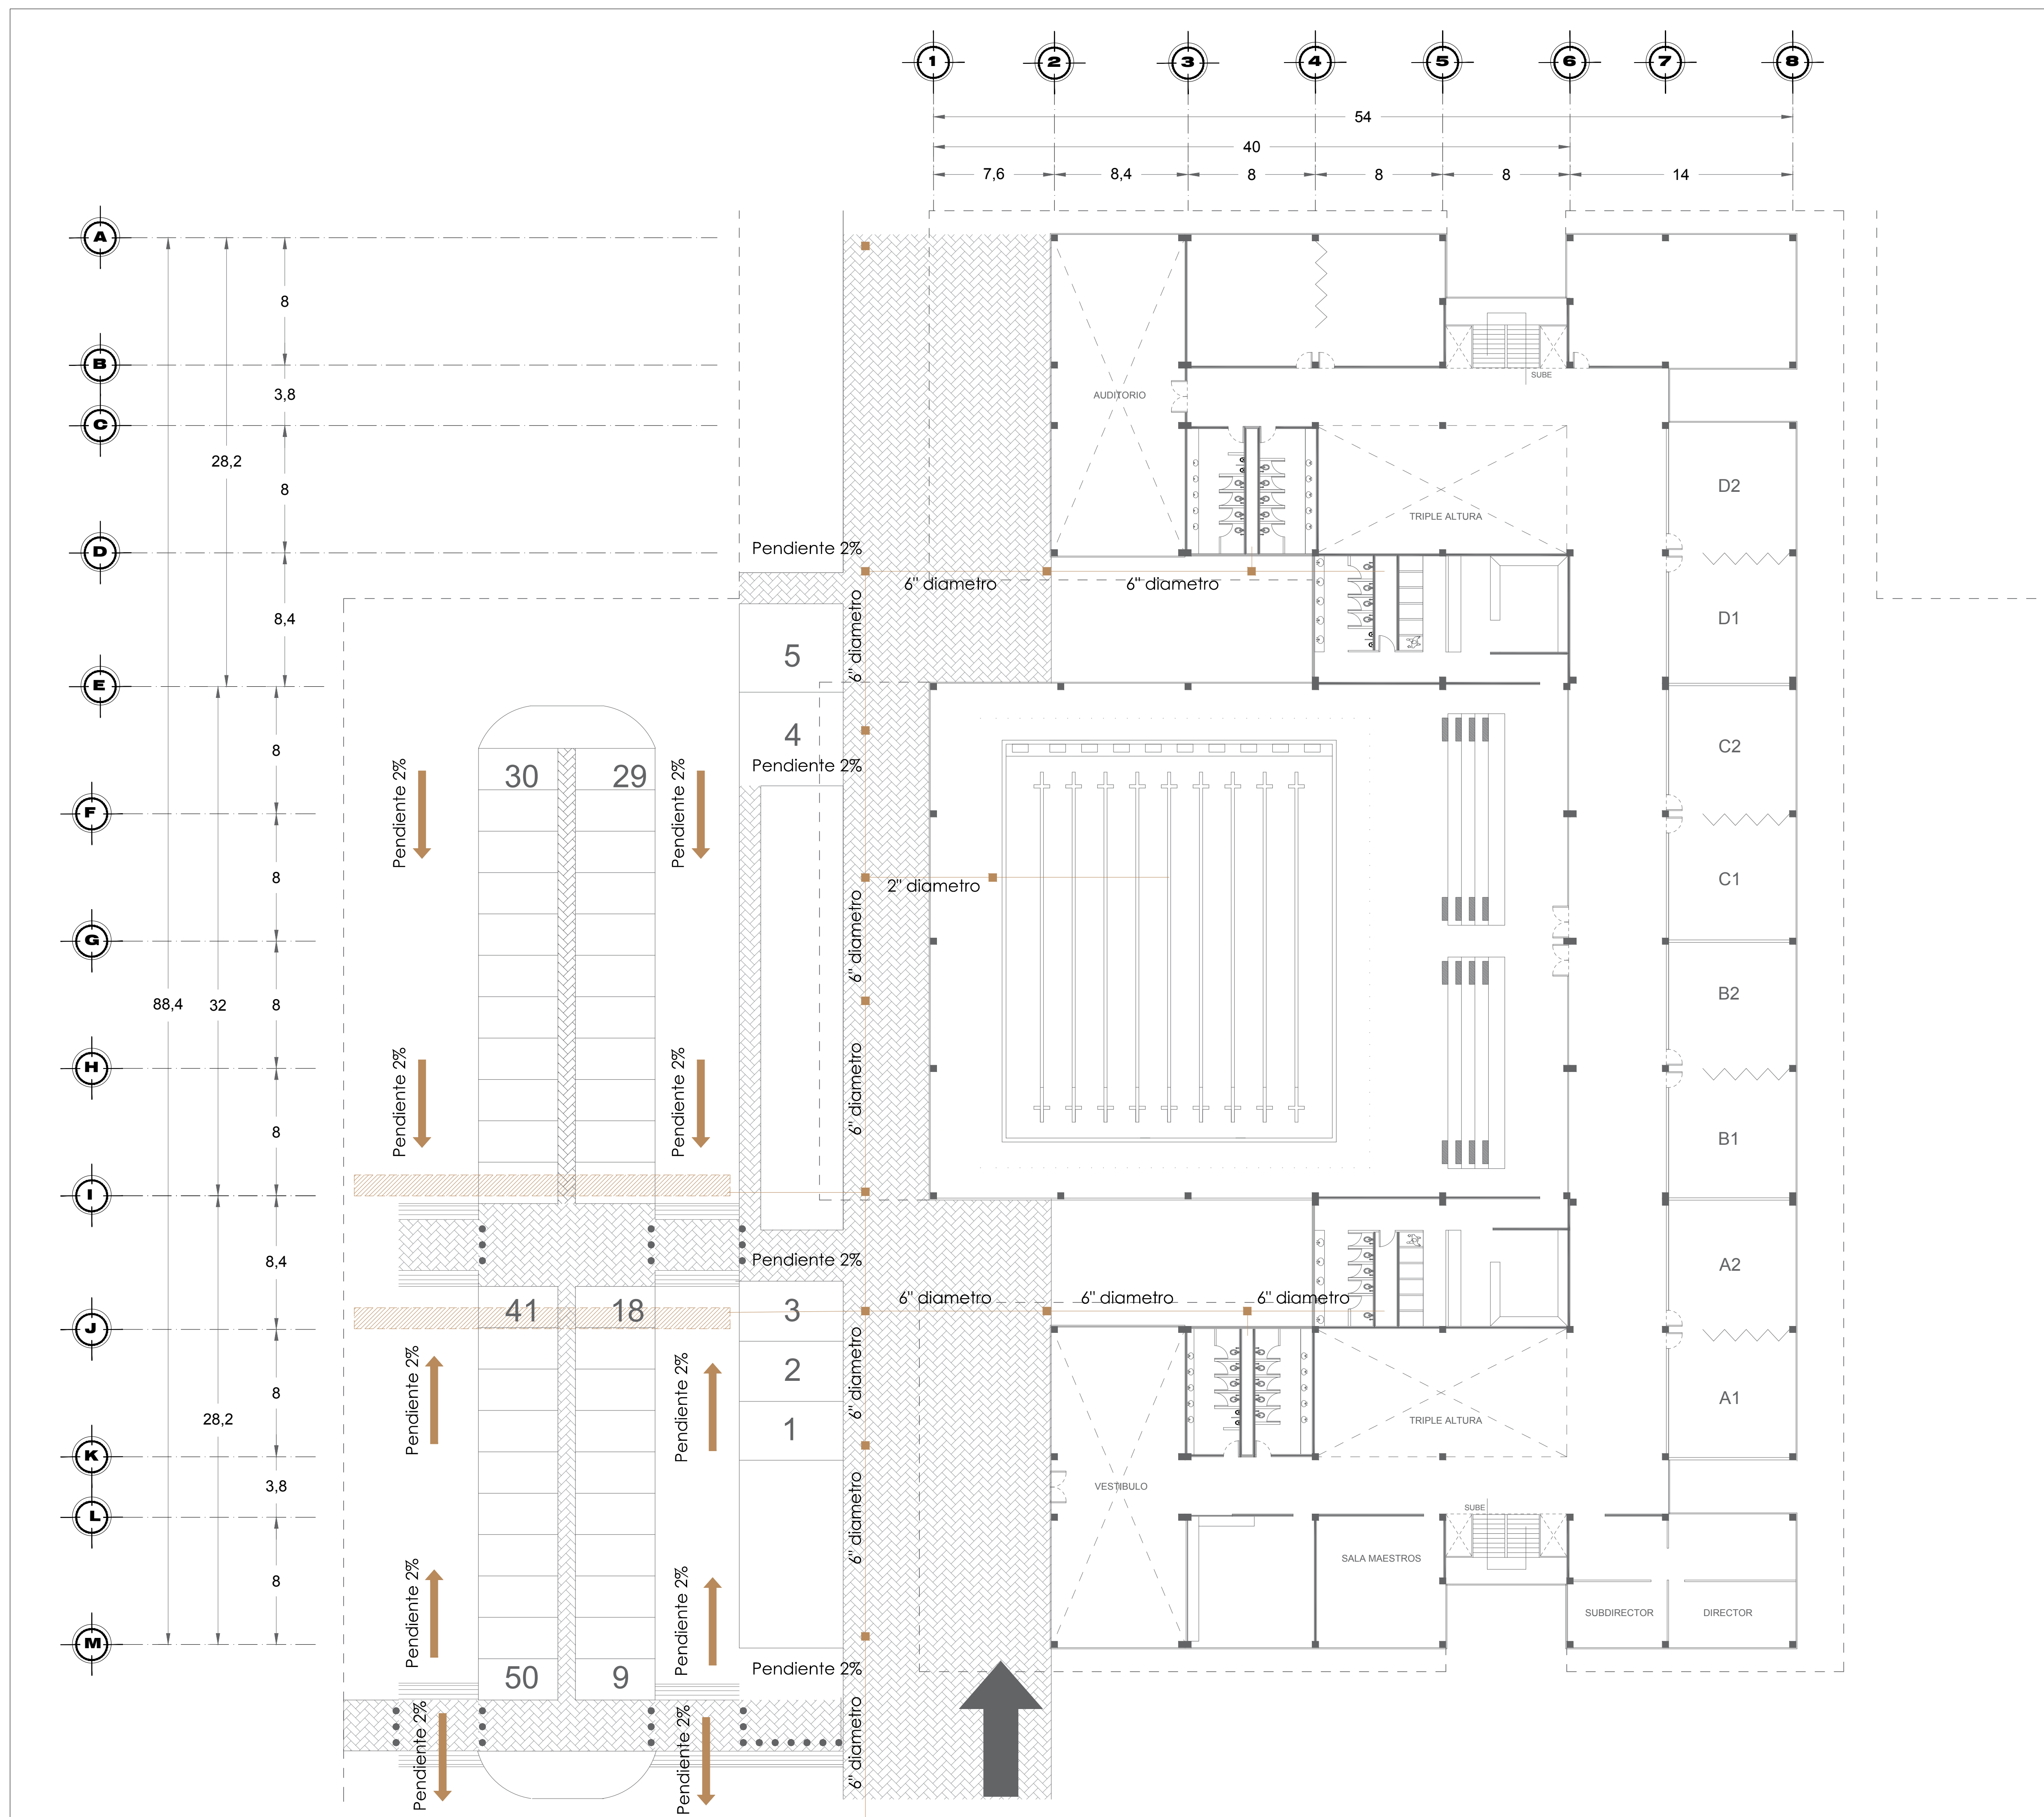 1 2 3 4 5 6 7 8
54
40
7,6 8,4 8 8 8 14
A
8
B
3,8
C
28,2
8
D
8,4
E
8
F
8
G
88,4 32 8
H
8
I
8,4
J
8
28,2
K
3,8
L
8
M
SUBE
AUDITORIO
TRIPLE ALTURA
D2
D1
C2
C1
B2
B1
A2
A1
Pendiente 2%
6" diametro
6" diametro
6" diametro
5
4
Pendiente 2%
30 29
Pendiente 2%
Pendiente 2%
2" diametro
6" diametro
6" diametro
Pendiente 2%
Pendiente 2%
Pendiente 2%
6" diametro 6" diametro 6" diametro
41 18 3
2
1
Pendiente 2%
Pendiente 2%
6" diametro
TRIPLE ALTURA
VESTIBULO
SUBE
6" diametro
SALA MAESTROS
SUBDIRECTOR DIRECTOR
Pendiente 2%
Pendiente 2%
50 9
Pendiente 2%
Pendiente 2%
Pendiente 2%
6" diametro